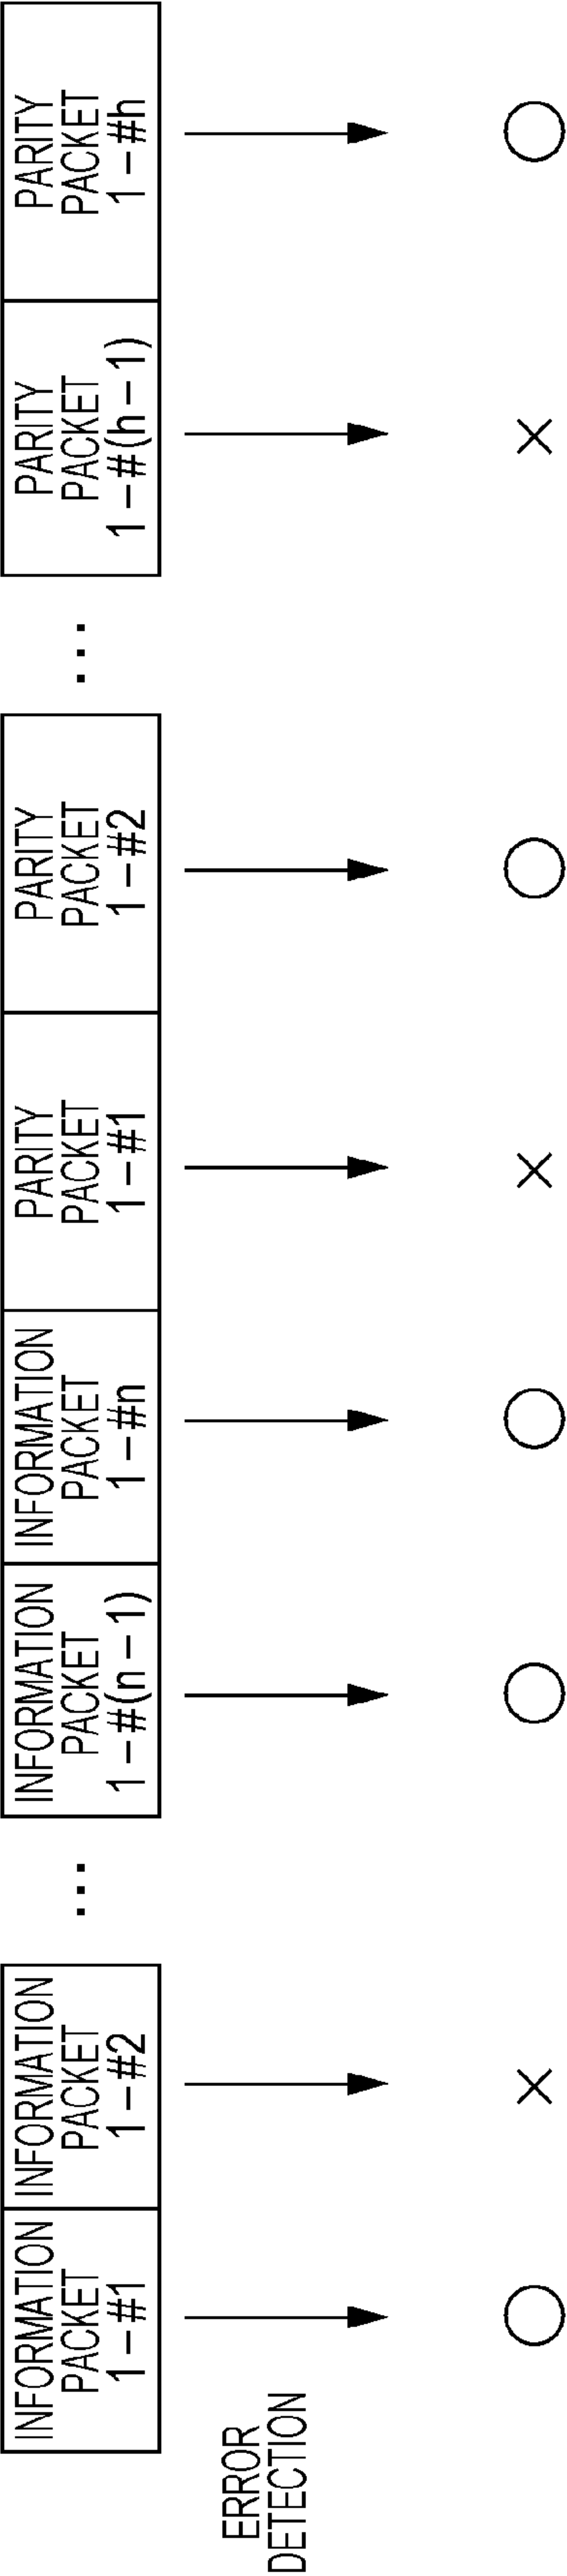 INFORMATION
PACKET
1-#1
INFORMATION
PACKET
1-#2
...
INFORMATION
PACKET
1-#(n-1)
INFORMATION
PACKET
1-#n
PARITY
PACKET
1-#1
PARITY
PACKET
1-#2
...
PARITY
PACKET
1-#(h-1)
PARITY
PACKET
1-#h
ERROR
DETECTION
○
×
○
○
×
○
×
○